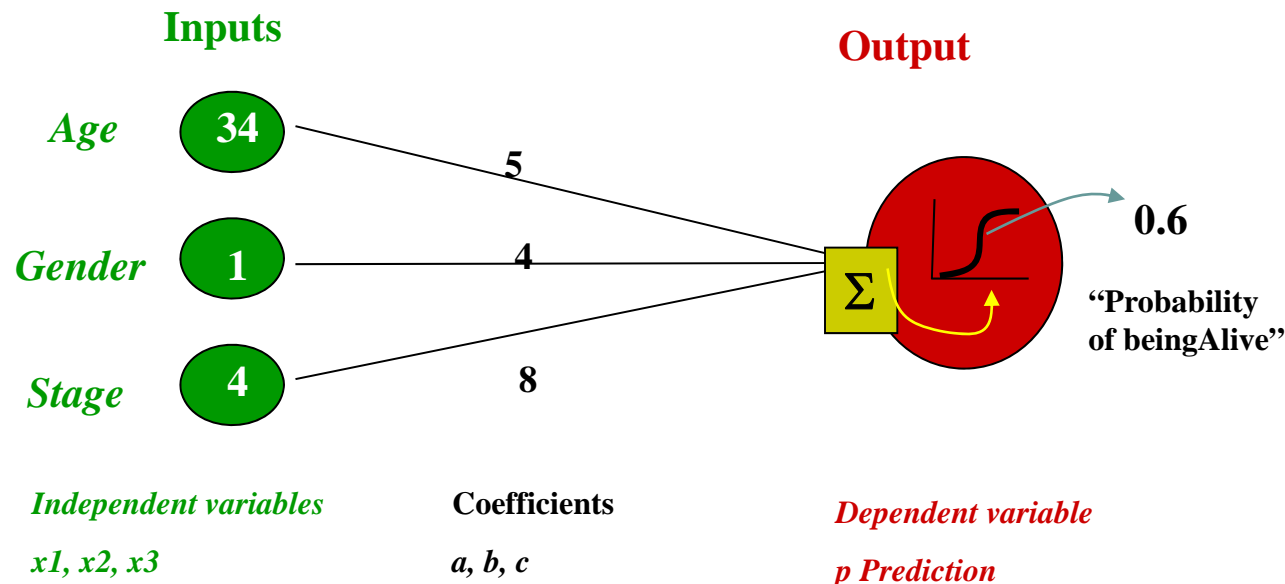 Inputs
Output
Age
34
5
Gender
1
4
Σ
0.6
“Probability
of beingAlive”
Stage
4
8
Independent variables
Coefficients
Dependent variable
x1, x2, x3
a, b, c
p Prediction